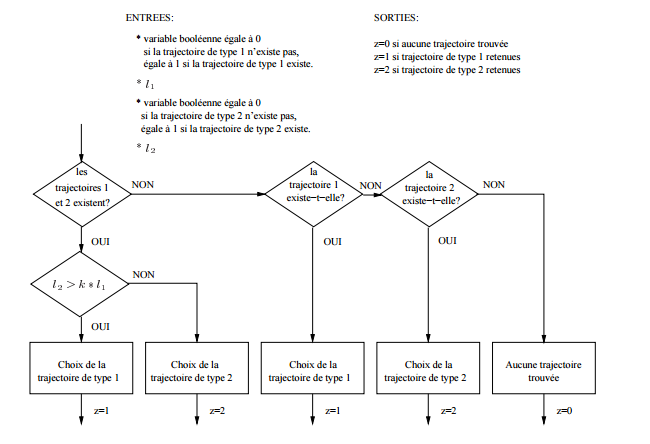 ENTREES:
* variable booléenne égale à 0
si la trajectoire de type 1 n'existe pas,
égale à 1 si la trajectoire de type 1 existe.
* l₁
* variable booléenne égale à 0
si la trajectoire de type 2 n'existe pas,
égale à 1 si la trajectoire de type 2 existe.
* l₂
SORTIES:
z=0 si aucune trajectoire trouvée
z=1 si trajectoire de type 1 retenues
z=2 si trajectoire de type 2 retenues
les
trajectoires 1
et 2 existent?
NON
la
trajectoire 1
existe-t-elle?
NON
la
trajectoire 2
existe-t-elle?
NON
OUI
OUI
OUI
l₂ > k * l₁
NON
OUI
Choix de la
trajectoire de type 1
Choix de la
trajectoire de type 2
Choix de la
trajectoire de type 1
Choix de la
trajectoire de type 2
Aucune trajectoire
trouvée
z=1
z=2
z=1
z=2
z=0